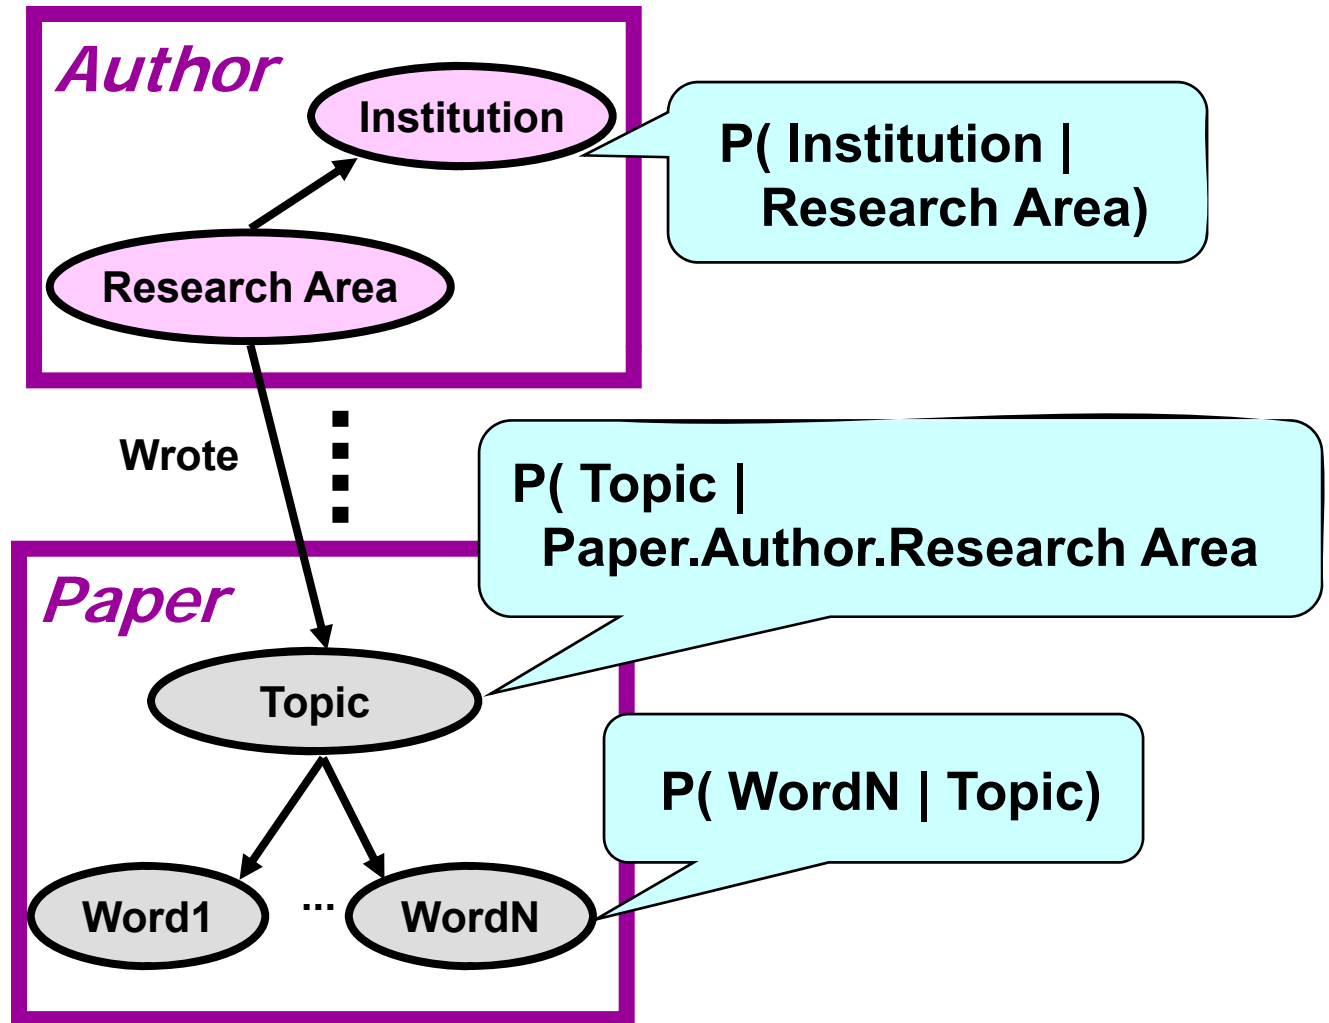 Author
Institution
P( Institution |
Research Area)
Research Area
Wrote
P( Topic |
Paper.Author.Research Area
Paper
Topic
P( WordN | Topic)
Word1
...
WordN